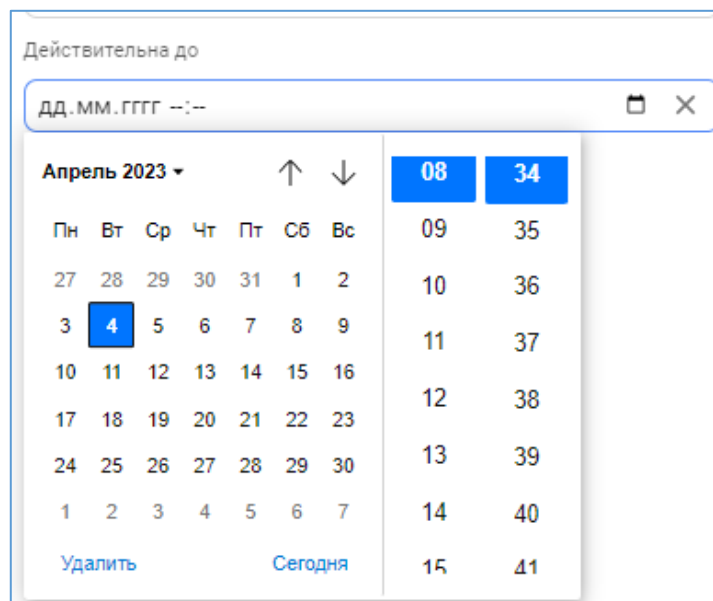 Действительна до
дд.мм.гггг --:--
Апрель 2023
Пн Вт Ср Чт Пт Сб Вс
27 28 29 30 31 1 2
3 4 5 6 7 8 9
10 11 12 13 14 15 16
17 18 19 20 21 22 23
24 25 26 27 28 29 30
1 2 3 4 5 6 7
Удалить Сегодня
08 34
09 35
10 36
11 37
12 38
13 39
14 40
15 41